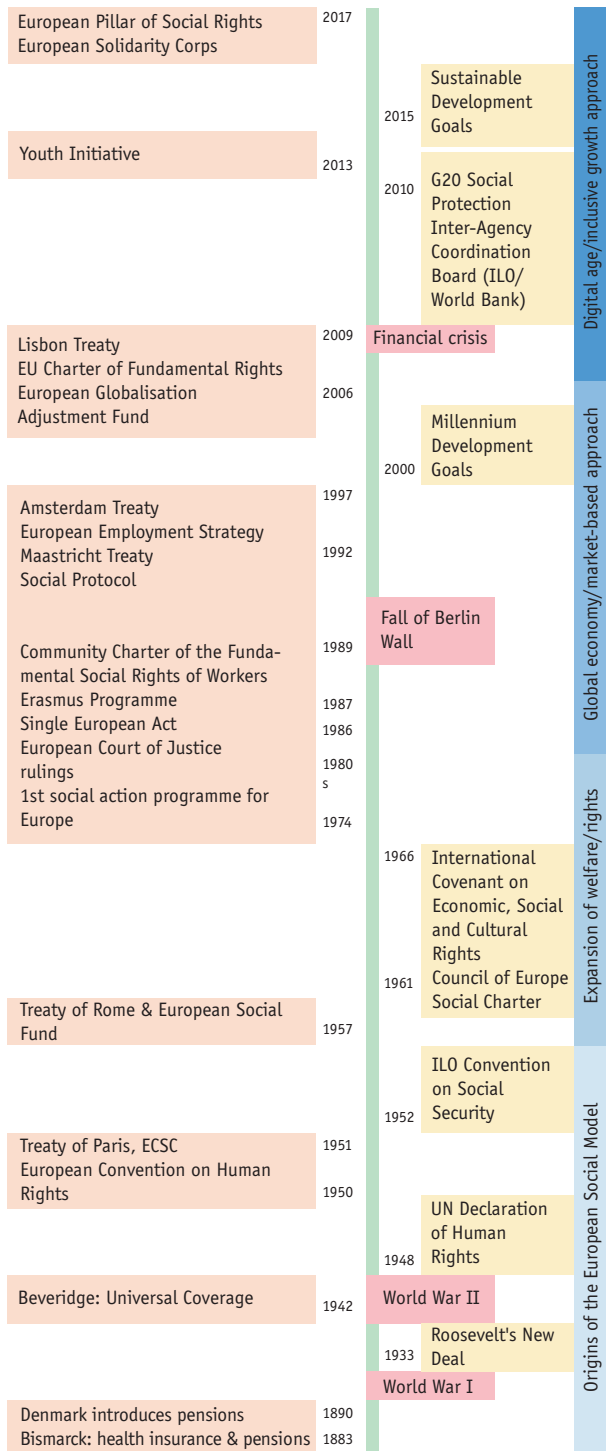 European Pillar of Social Rights
European Solidarity Corps
2017
Sustainable
Development
Goals
2015
Youth Initiative
2013
2010
G20 Social
Protection
Inter-Agency
Coordination
Board (ILO/
World Bank)
2009
Financial crisis
Lisbon Treaty
EU Charter of Fundamental Rights
European Globalisation
Adjustment Fund
2006
Millennium
Development
Goals
2000
1997
Amsterdam Treaty
European Employment Strategy
Maastricht Treaty
Social Protocol
1992
Fall of Berlin
Wall
Community Charter of the Funda-
mental Social Rights of Workers
Erasmus Programme
Single European Act
European Court of Justice
rulings
1st social action programme for
Europe
1989
1987
1986
1980
s
1974
1966
International
Covenant on
Economic, Social
and Cultural
Rights
Council of Europe
Social Charter
1961
Treaty of Rome & European Social
Fund
1957
ILO Convention
on Social
Security
1952
Treaty of Paris, ECSC
European Convention on Human
Rights
1951
1950
UN Declaration
of Human
Rights
1948
Beveridge: Universal Coverage
1942
World War II
1933
Roosevelt's New
Deal
World War I
Denmark introduces pensions
1890
Bismarck: health insurance & pensions
1883
Digital age/inclusive growth approach
Global economy/market-based approach
Expansion of welfare/rights
Origins of the European Social Model